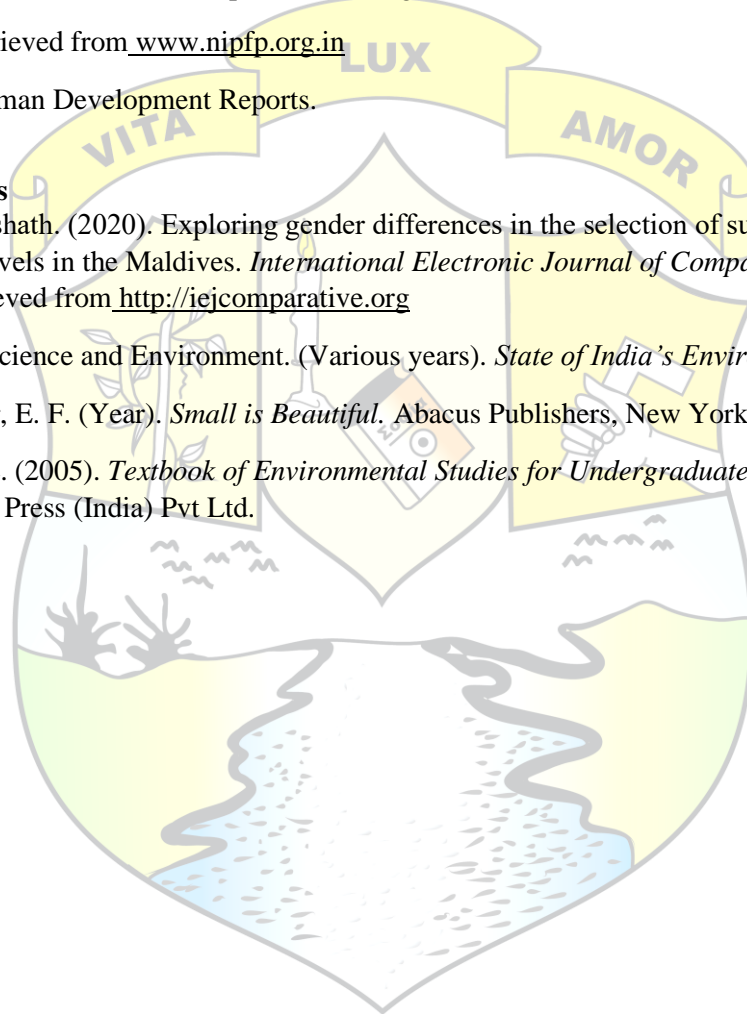 rieved from www.nipfp.org.in
LUX
man Development Reports.
VITA
AMOR
s
shath. (2020). Exploring gender differences in the selection of su
vels in the Maldives. International Electronic Journal of Compa
eved from http://iejcomparative.org
cience and Environment. (Various years). State of India’s Envir
, E. F. (Year). Small is Beautiful. Abacus Publishers, New York
. (2005). Textbook of Environmental Studies for Undergraduate
Press (India) Pvt Ltd.